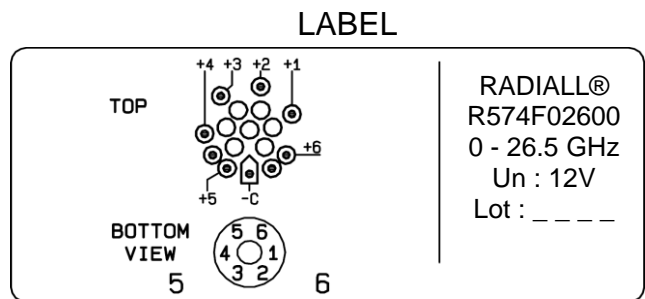 LABEL
+4 +3 +2 +1
TOP
+6
+5 -C
BOTTOM VIEW
5 6
4 1
3 2
5 6
RADIALL®
R574F02600
0 - 26.5 GHz
Un : 12V
Lot : _ _ _ _